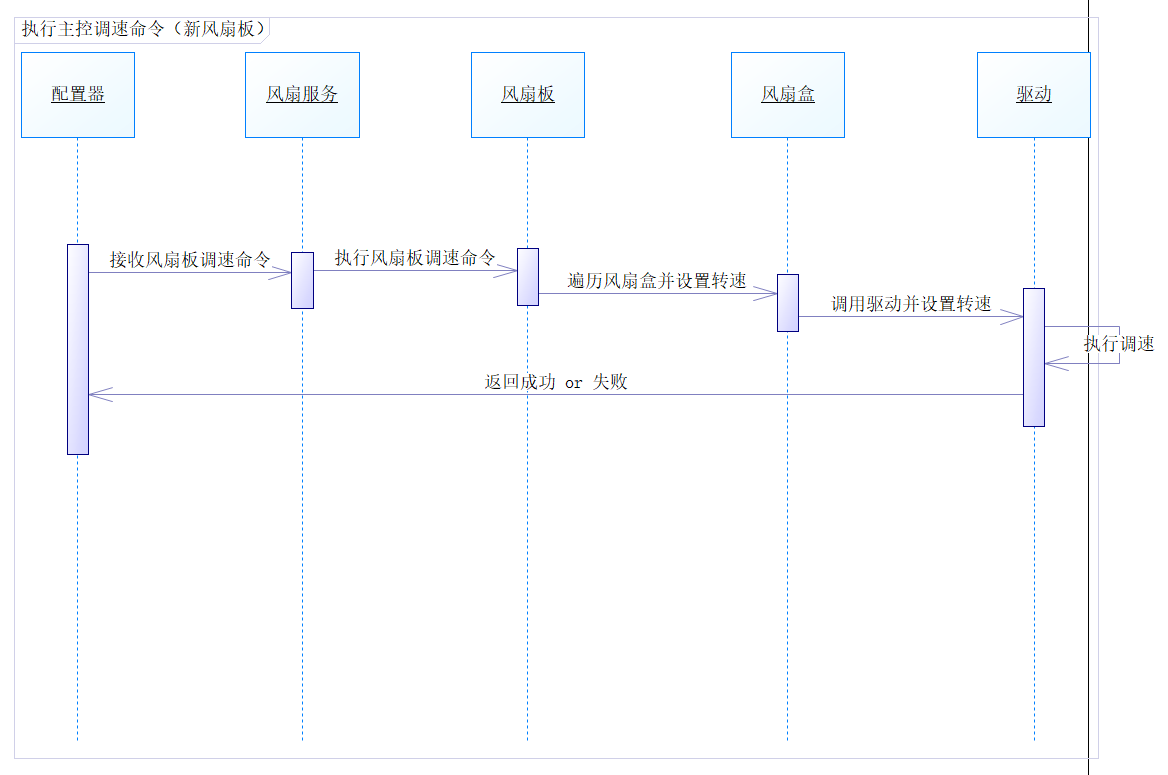 执行主控调速命令（新风扇板）
配置器
风扇服务
风扇板
风扇盒
驱动
接收风扇板调速命令
执行风扇板调速命令
遍历风扇盒并设置转速
调用驱动并设置转速
执行调速
返回成功 or 失败